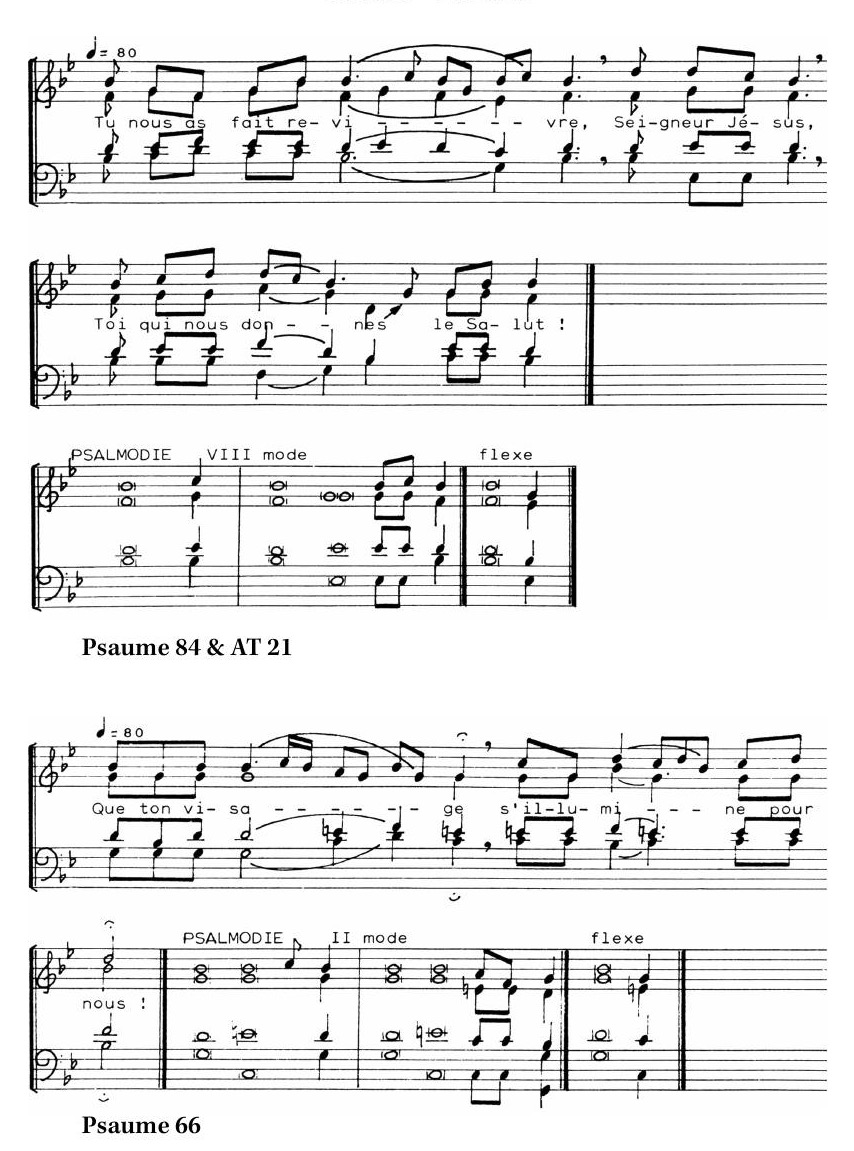 ♩= 80
Tu nous as fait re-vi - - - - - - - vre, Sei-gneur Jé-sus,
Toi qui nous don - - nes le Sa-lut !
PSALMODIE VIII mode flexe
Psaume 84 & AT 21
♩= 80
Que ton vi-sa - - - - - - ge s'il-lu-mi - - - ne pour
PSALMODIE II mode flexe
nous !
Psaume 66